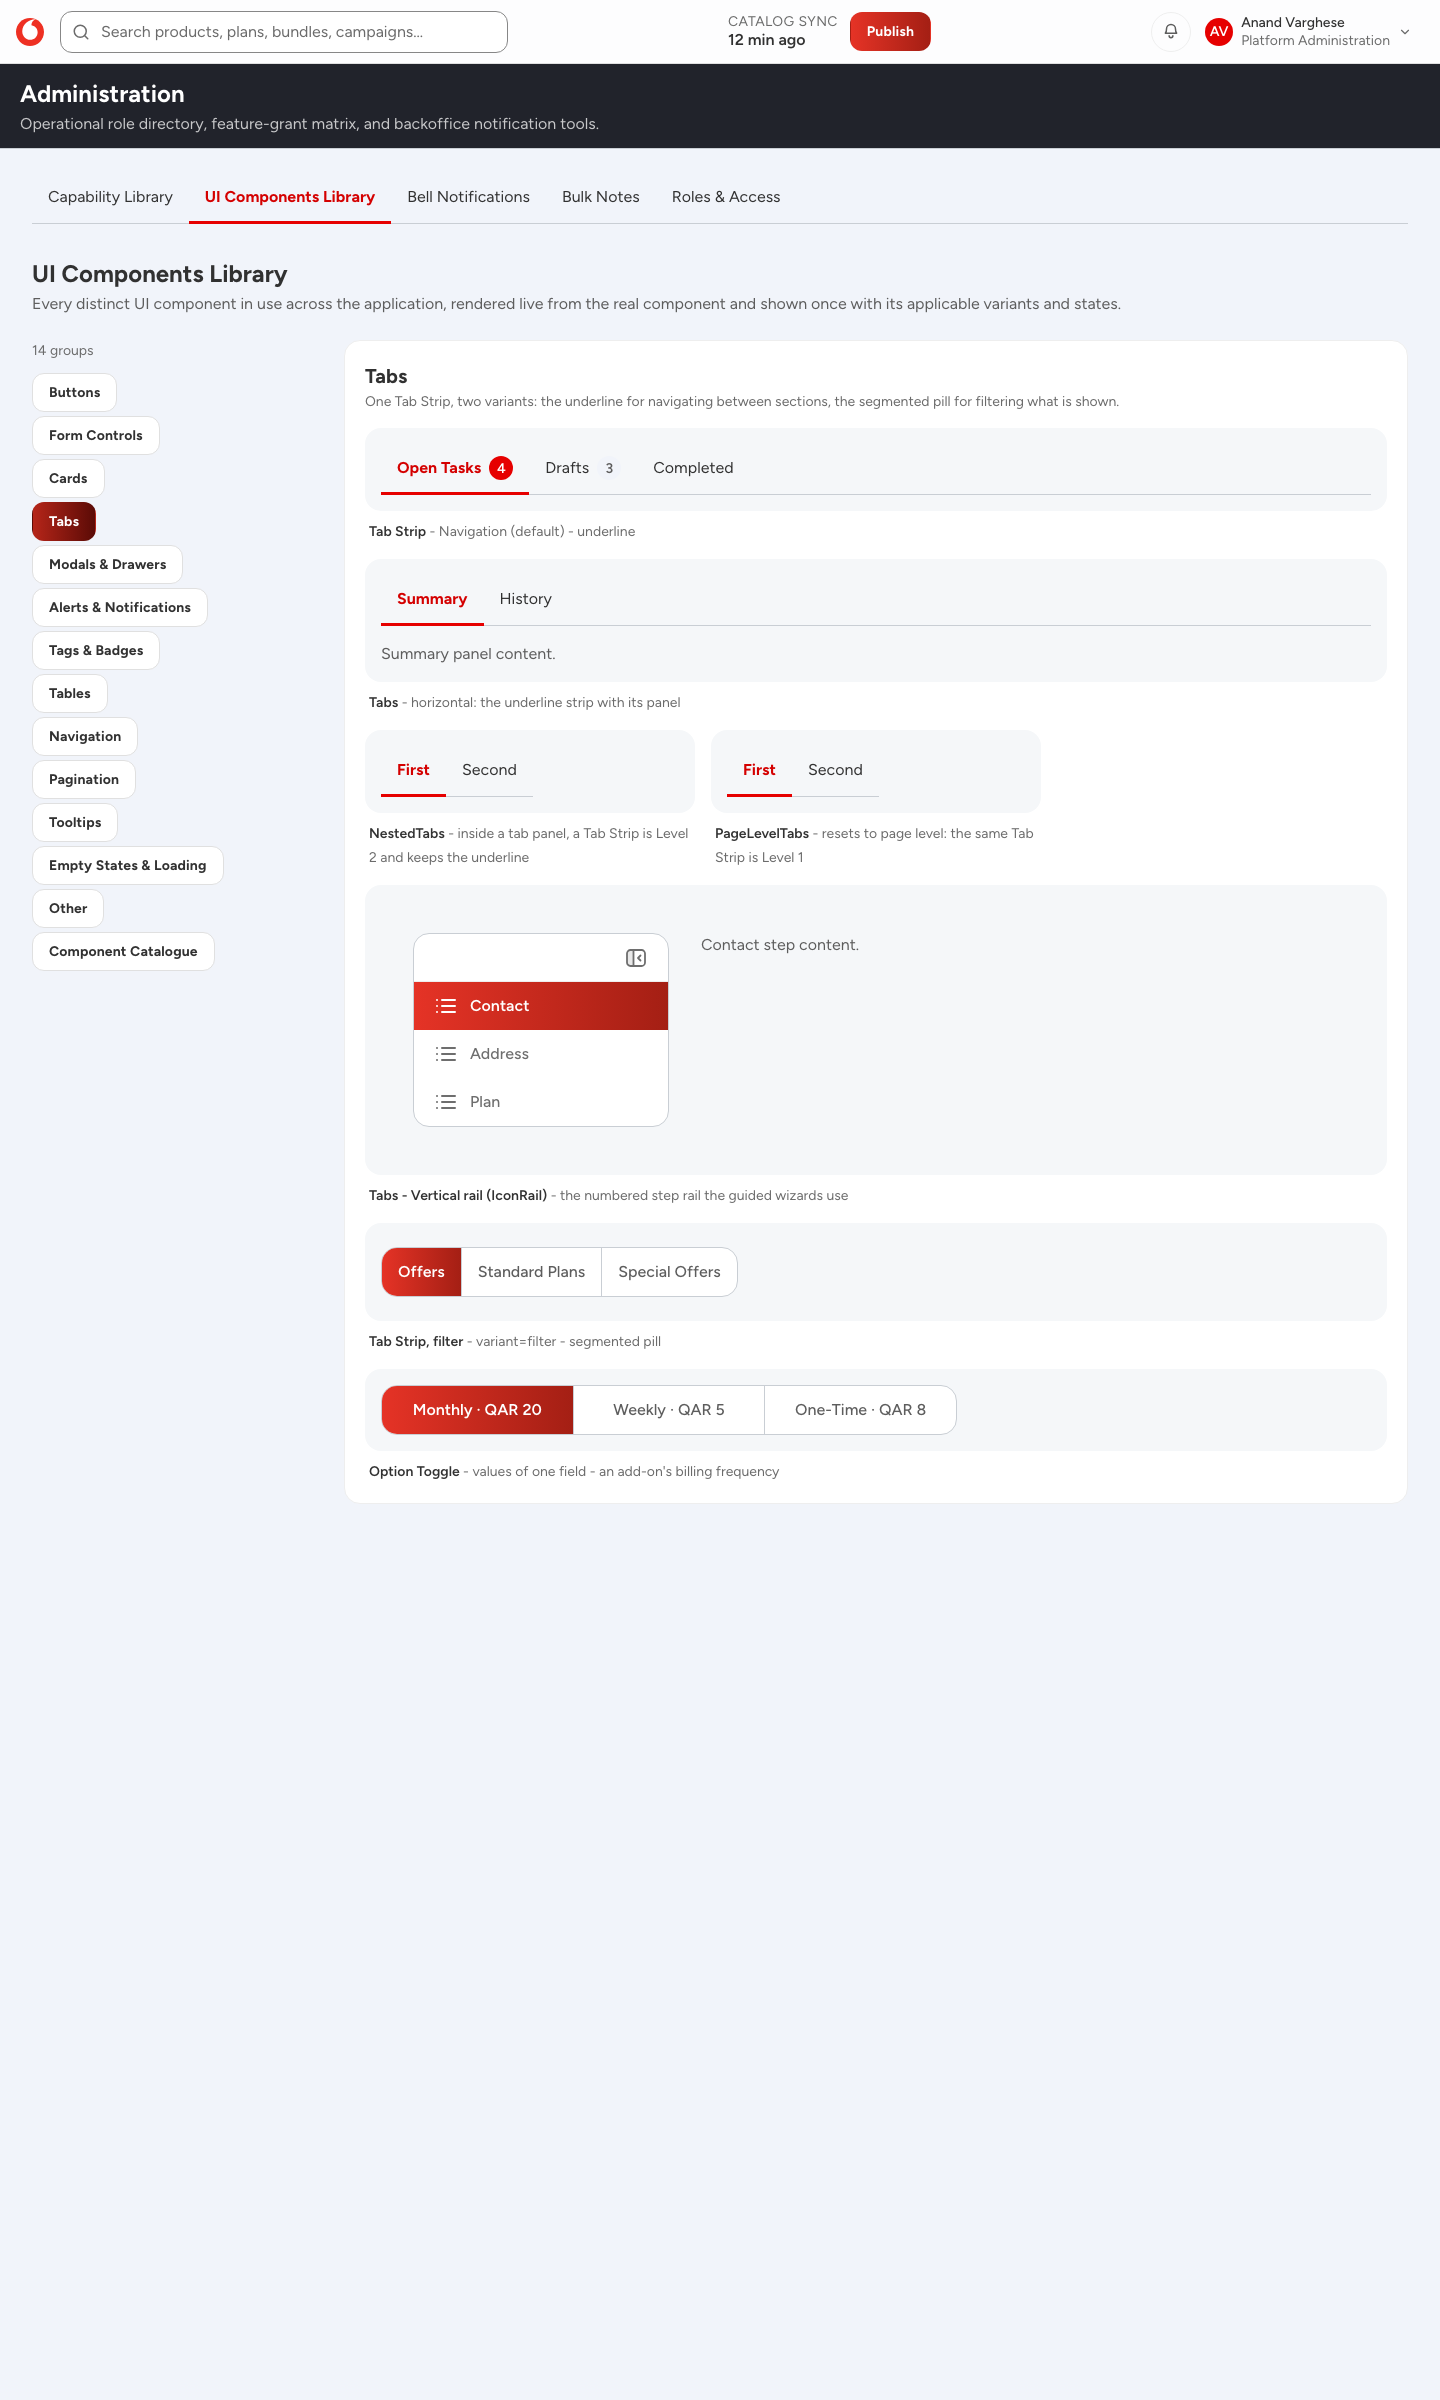 Search products, plans, bundles, campaigns...
CATALOG SYNC
12 min ago
Publish
AV
Anand Varghese
Platform Administration
Administration
Operational role directory, feature-grant matrix, and backoffice notification tools.
Capability Library
UI Components Library
Bell Notifications
Bulk Notes
Roles & Access
UI Components Library
Every distinct UI component in use across the application, rendered live from the real component and shown once with its applicable variants and states.
14 groups
Buttons
Form Controls
Cards
Tabs
Modals & Drawers
Alerts & Notifications
Tags & Badges
Tables
Navigation
Pagination
Tooltips
Empty States & Loading
Other
Component Catalogue
Tabs
One Tab Strip, two variants: the underline for navigating between sections, the segmented pill for filtering what is shown.
Open Tasks 4
Drafts 3
Completed
Tab Strip - Navigation (default) - underline
Summary
History
Summary panel content.
Tabs - horizontal: the underline strip with its panel
First
Second
NestedTabs - inside a tab panel, a Tab Strip is Level
2 and keeps the underline
First
Second
PageLevelTabs - resets to page level: the same Tab
Strip is Level 1
Contact
Address
Plan
Contact step content.
Tabs - Vertical rail (IconRail) - the numbered step rail the guided wizards use
Offers
Standard Plans
Special Offers
Tab Strip, filter - variant=filter - segmented pill
Monthly · QAR 20
Weekly · QAR 5
One-Time · QAR 8
Option Toggle - values of one field - an add-on's billing frequency